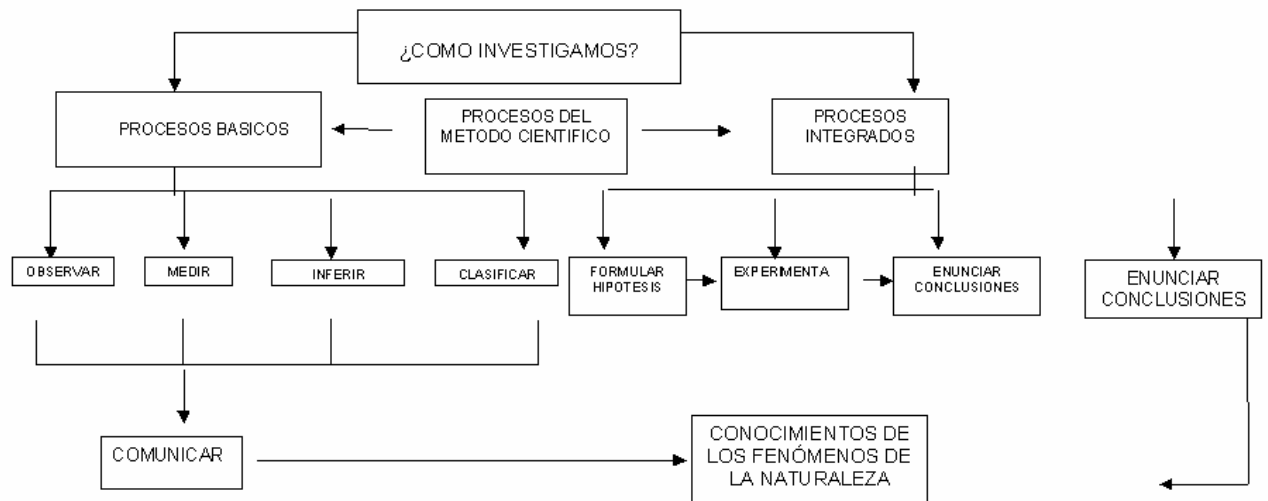 ¿COMO INVESTIGAMOS?
PROCESOS BASICOS
PROCESOS DEL
METODO CIENTIFICO
PROCESOS
INTEGRADOS
OBSERVAR
MEDIR
INFERIR
CLASIFICAR
FORMULAR
HIPOTESIS
EXPERIMENTA
ENUNCIAR
CONCLUSIONES
ENUNCIAR
CONCLUSIONES
COMUNICAR
CONOCIMIENTOS DE
LOS FENÓMENOS DE
LA NATURALEZA